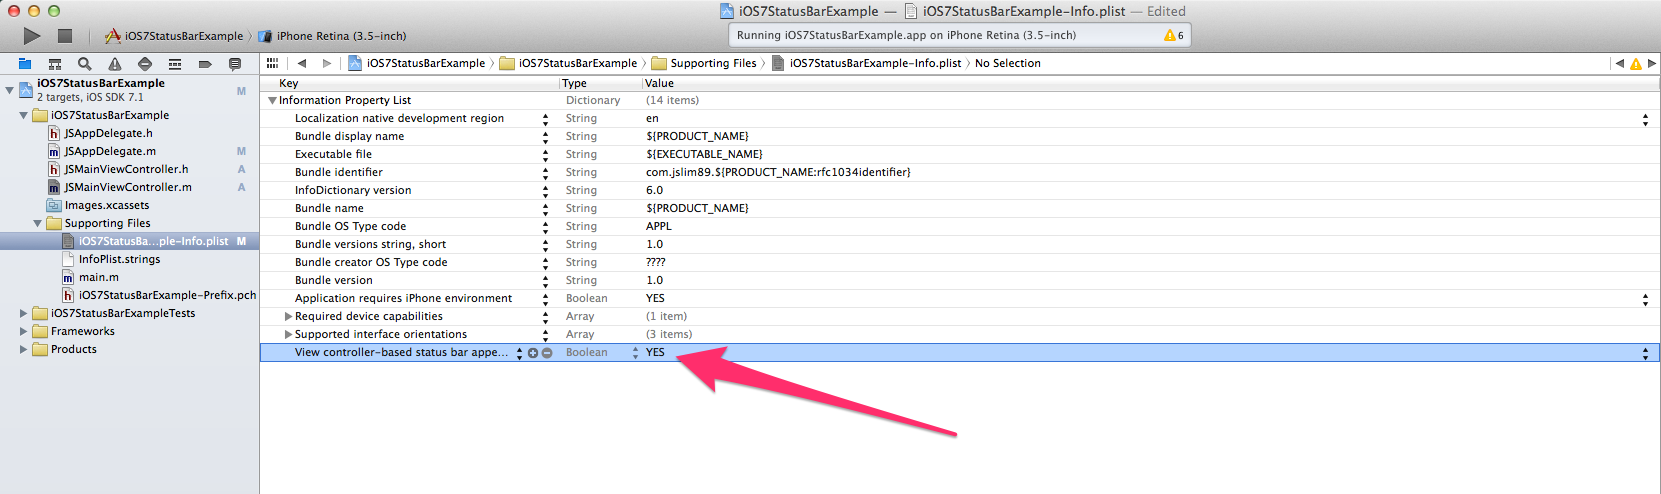 iOS7StatusBarExample — iOS7StatusBarExample-Info.plist — Edited
iOS7StatusBarExample iPhone Retina (3.5-inch)
Running iOS7StatusBarExample.app on iPhone Retina (3.5-inch) 6
iOS7StatusBarExample iOS7StatusBarExample Supporting Files iOS7StatusBarExample-Info.plist No Selection
iOS7StatusBarExample M
2 targets, iOS SDK 7.1
iOS7StatusBarExample
h JSAppDelegate.h
m JSAppDelegate.m M
h JSMainViewController.h A
m JSMainViewController.m A
Images.xcassets
Supporting Files
iOS7StatusBa...ple-Info.plist M
InfoPlist.strings
m main.m
h iOS7StatusBarExample-Prefix.pch
iOS7StatusBarExampleTests
Frameworks
Products
Key Type Value
Information Property List Dictionary (14 items)
Localization native development region String en
Bundle display name String ${PRODUCT_NAME}
Executable file String ${EXECUTABLE_NAME}
Bundle identifier String com.jslim89.${PRODUCT_NAME:rfc1034identifier}
InfoDictionary version String 6.0
Bundle name String ${PRODUCT_NAME}
Bundle OS Type code String APPL
Bundle versions string, short String 1.0
Bundle creator OS Type code String ????
Bundle version String 1.0
Application requires iPhone environment Boolean YES
Required device capabilities Array (1 item)
Supported interface orientations Array (3 items)
View controller-based status bar appe... Boolean YES